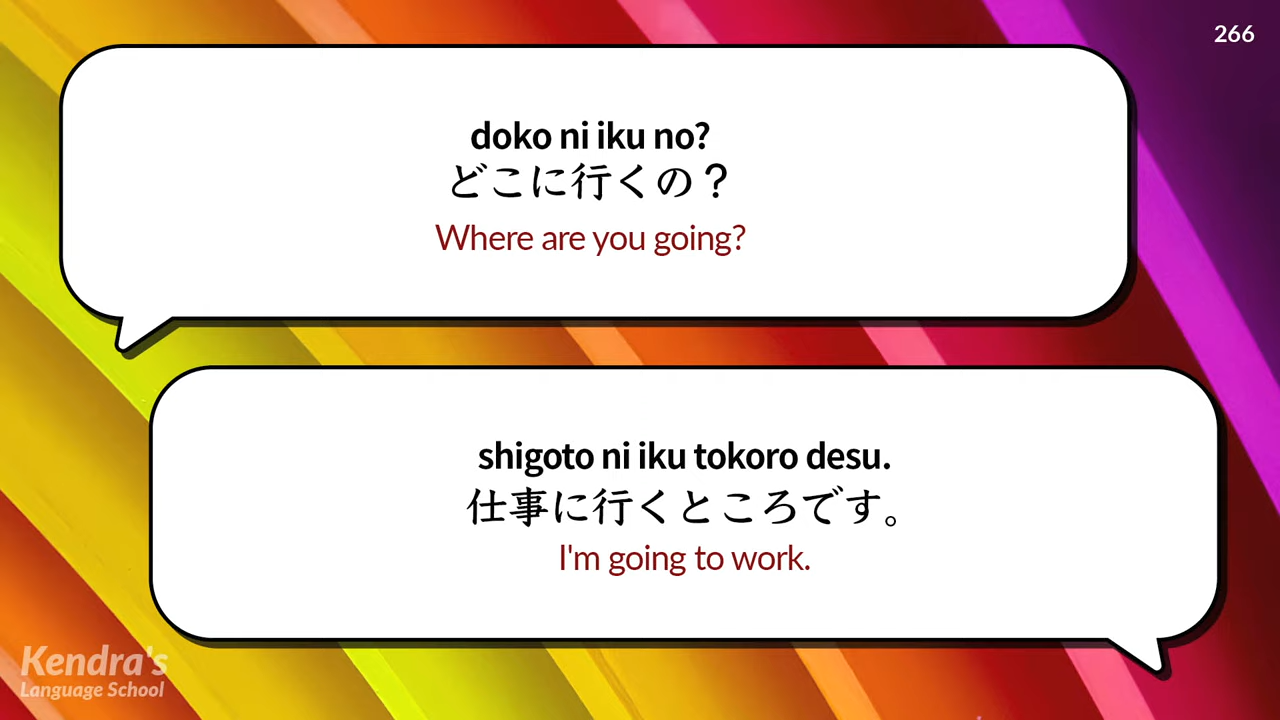 266
doko ni iku no?
どこに行くの？
Where are you going?
shigoto ni iku tokoro desu.
仕事に行くところです。
I'm going to work.
Kendra's
Language School